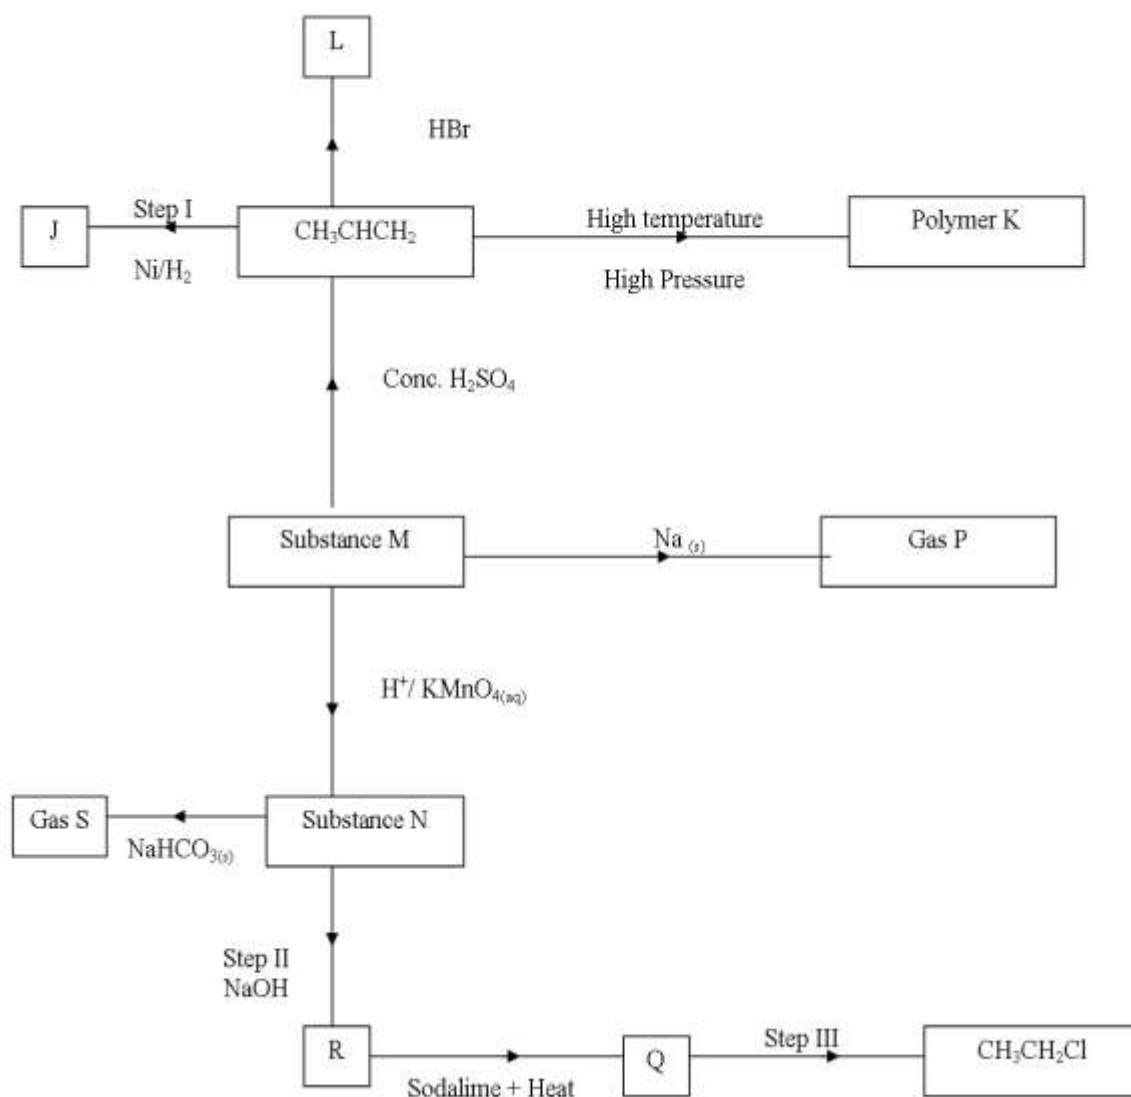 L
HBr
Step I
J
CH₃CHCH₂
High temperature
Polymer K
Ni/H₂
High Pressure
Conc. H₂SO₄
Substance M
Na (s)
Gas P
H⁺/ KMnO₄(aq)
Gas S
Substance N
NaHCO₃(s)
Step II
NaOH
R
Q
Step III
CH₃CH₂Cl
Sodalime + Heat